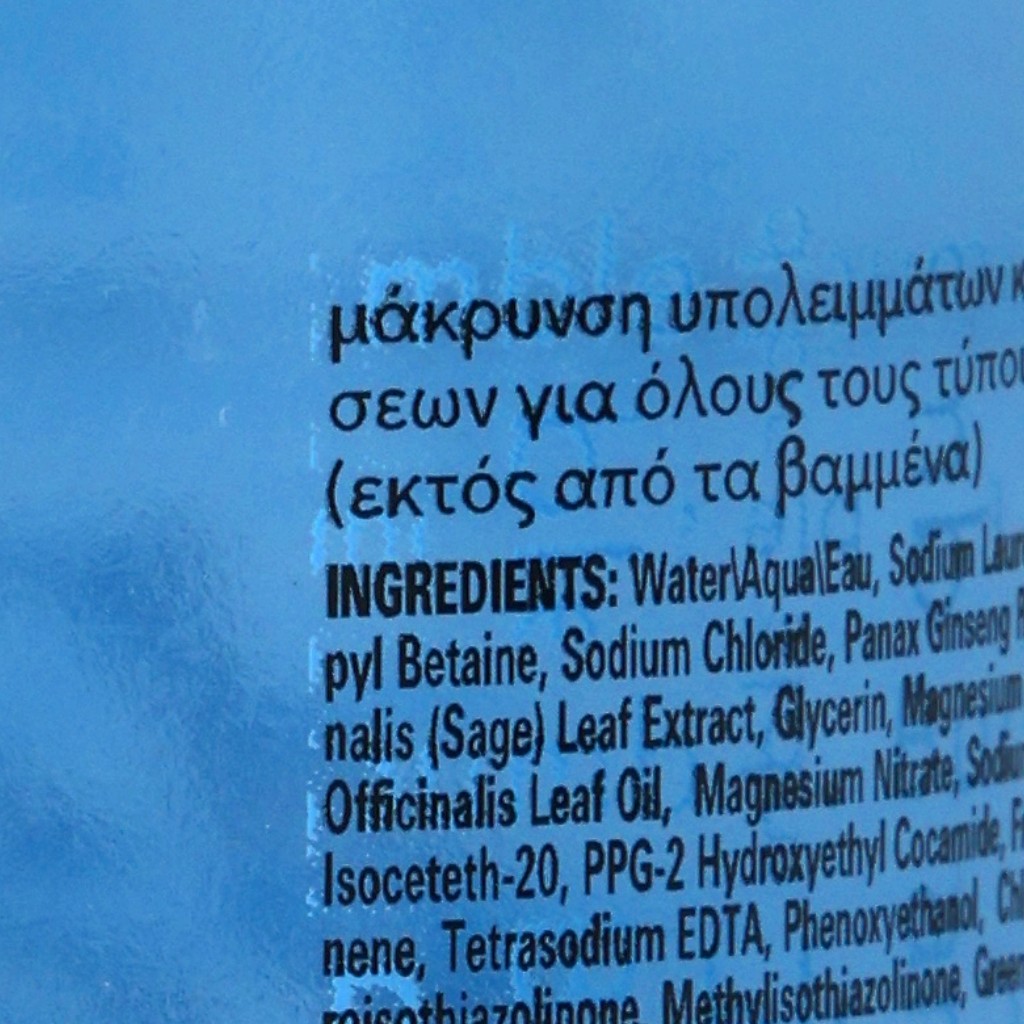 μάκρυνση υπολειμμάτων
σεων για όλους τους
(εκτός από τα βαμμένα)
INGREDIENTS: Water\Aqua\Eau, Sodium
pyl Betaine, Sodium Chloride, Panax Ginseng
nalis (Sage) Leaf Extract, Glycerin, Magnesium
Officinalis Leaf Oil, Magnesium Nitrate,
Isoceteth-20, PPG-2 Hydroxyethyl Cocamide,
nene, Tetrasodium EDTA, Phenoxyethanol,
roisothiazolinone, Methylisothiazolinone,